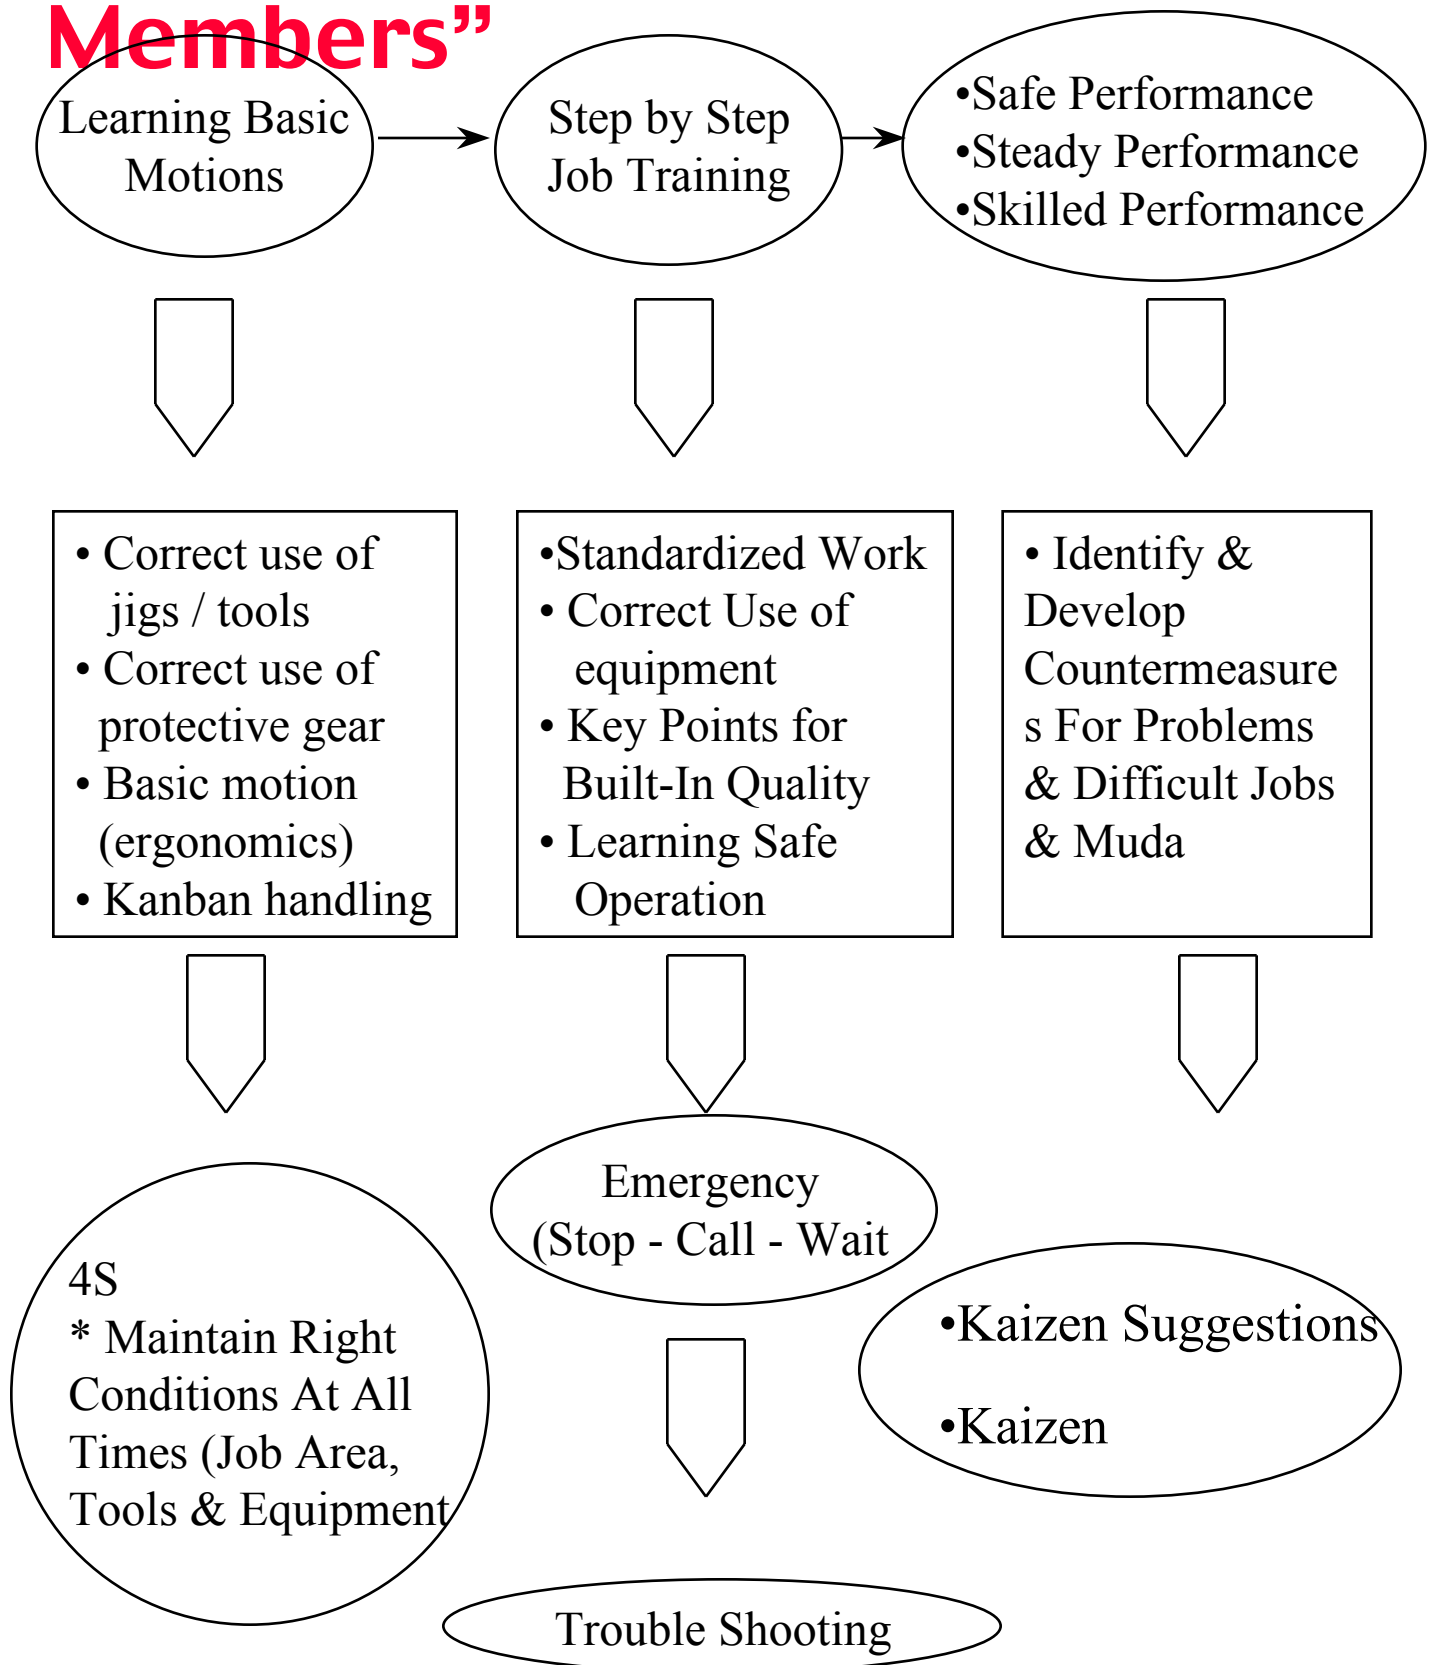 Members”
Learning Basic
Motions
Step by Step
Job Training
•Safe Performance
•Steady Performance
•Skilled Performance
• Correct use of
jigs / tools
• Correct use of
protective gear
• Basic motion
(ergonomics)
• Kanban handling
•Standardized Work
• Correct Use of
equipment
• Key Points for
Built-In Quality
• Learning Safe
Operation
• Identify &
Develop
Countermeasure
s For Problems
& Difficult Jobs
& Muda
4S
* Maintain Right
Conditions At All
Times (Job Area,
Tools & Equipment
Emergency
(Stop - Call - Wait
•Kaizen Suggestions
•Kaizen
Trouble Shooting